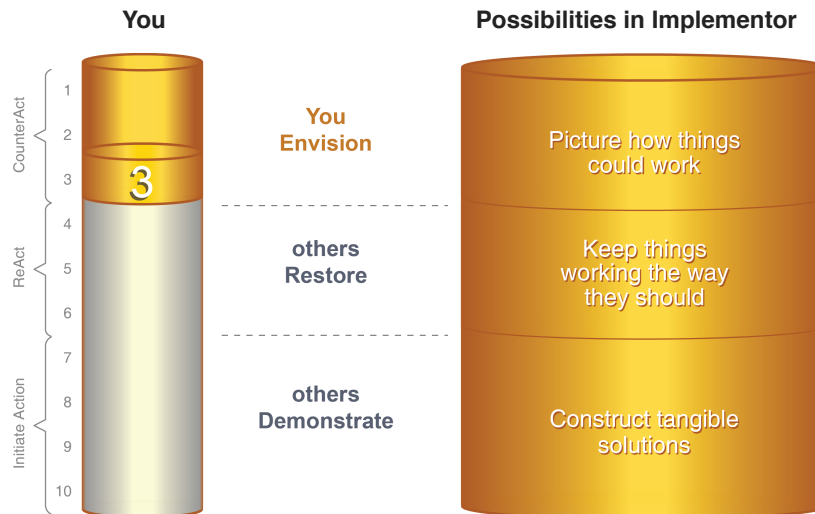 You
Possibilities in Implementor
CounterAct
1
2
3
3
You
Envision
Picture how things
could work
ReAct
4
5
6
others
Restore
Keep things
working the way
they should
Initiate Action
7
8
9
10
others
Demonstrate
Construct tangible
solutions